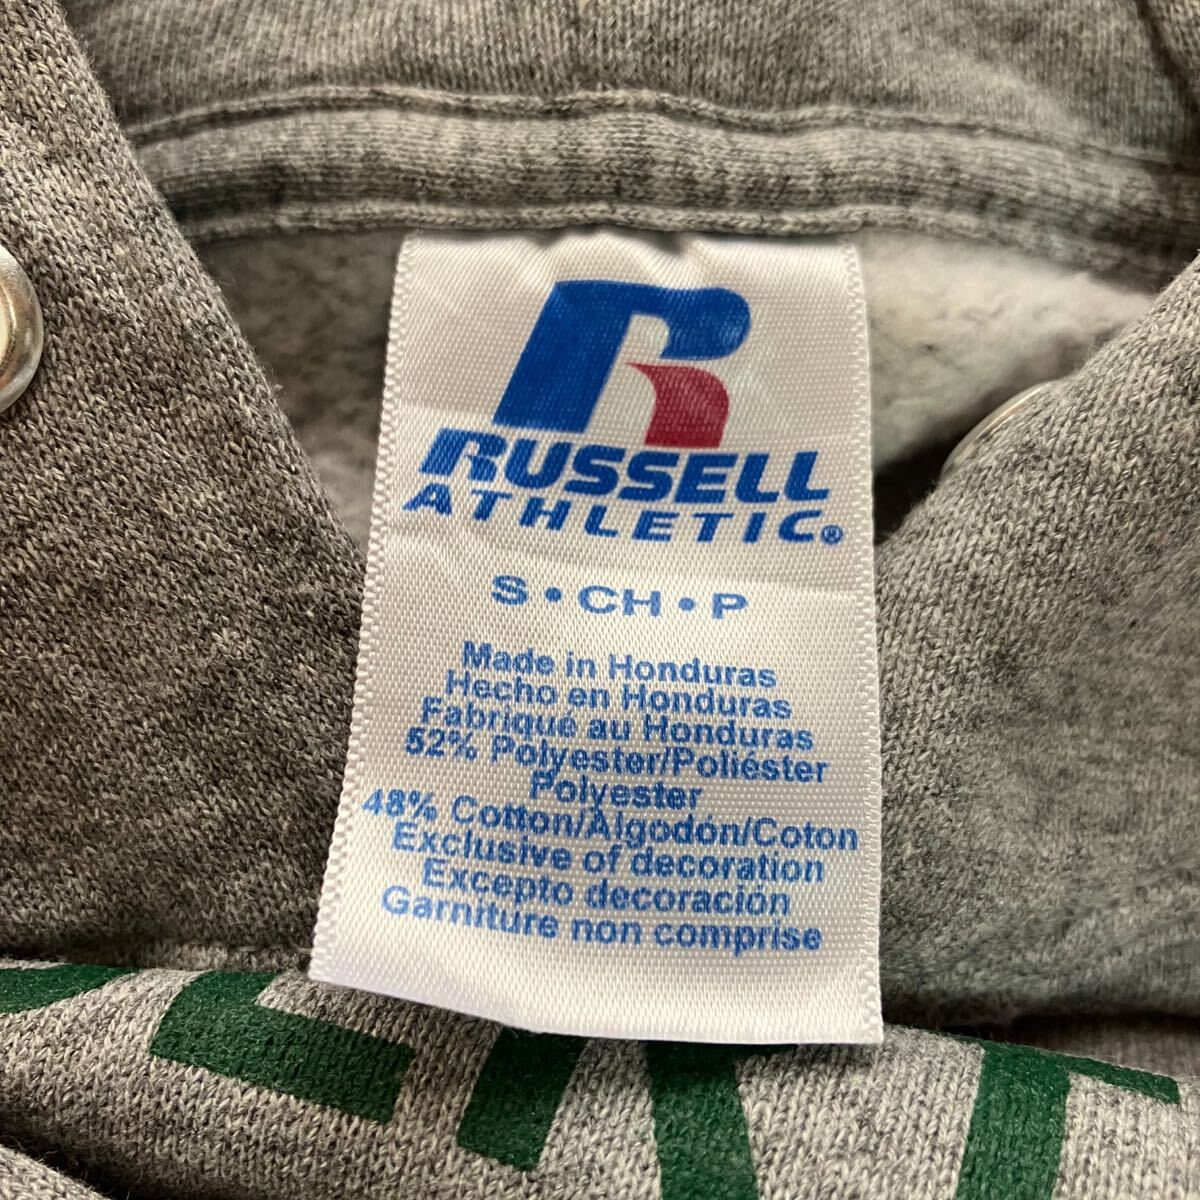 RUSSELL
ATHLETIC®
S • CH • P
Made in Honduras
Hecho en Honduras
Fabriqué au Honduras
52% Polyester/Poliéster
Polyester
48% Cotton/Algodón/Coton
Exclusive of decoration
Excepto decoración
Garniture non comprise